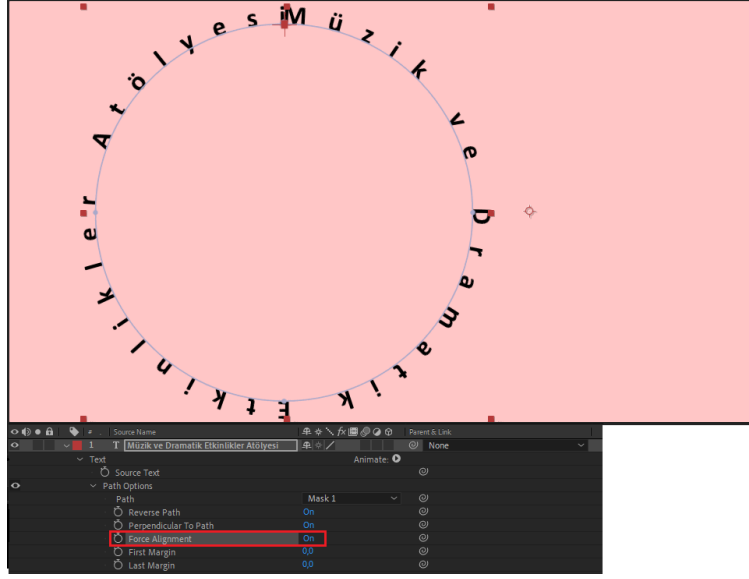 Müzik ve Dramatik Etkinlikler Atölyesi
# Source Name Parent & Link
1 T Müzik ve Dramatik Etkinlikler Atölyesi fx None
Text Animate:
Source Text
Path Options
Path Mask 1
Reverse Path On
Perpendicular To Path On
Force Alignment On
First Margin 0,0
Last Margin 0,0